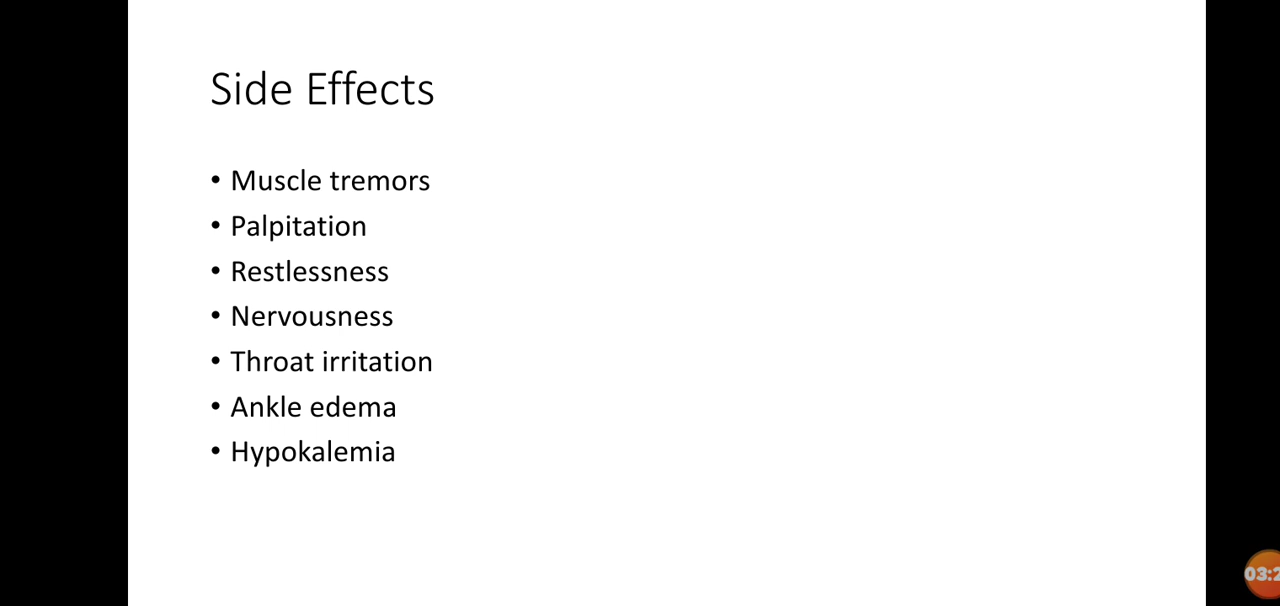 Side Effects
• Muscle tremors
• Palpitation
• Restlessness
• Nervousness
• Throat irritation
• Ankle edema
• Hypokalemia